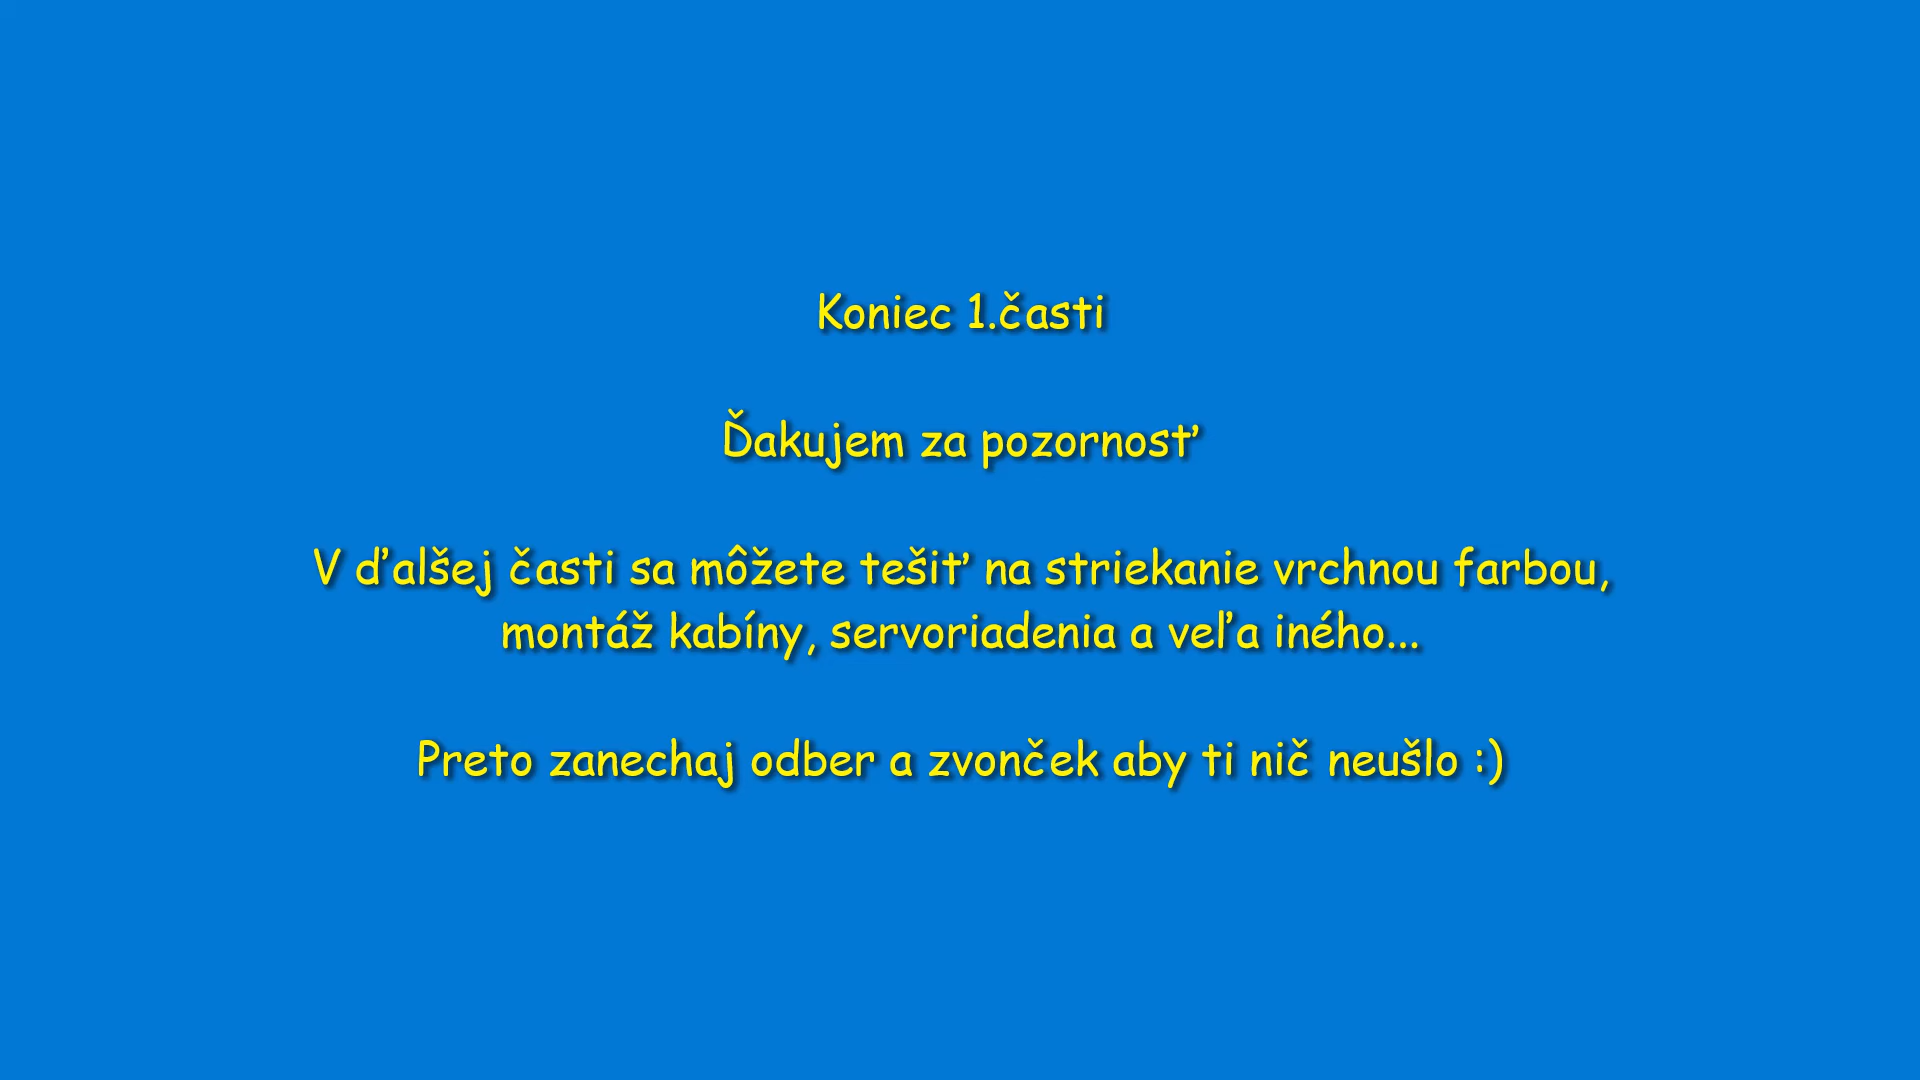 Koniec 1.časti
Ďakujem za pozornosť
V ďalšej časti sa môžete tešiť na striekanie vrchnou farbou,
montáž kabíny, servoriadenia a veľa iného...
Preto zanechaj odber a zvonček aby ti nič neušlo :)